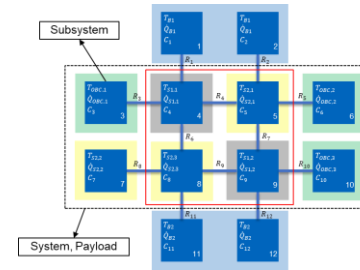 Subsystem
T_B1
Q̇_B1
C_1
1
T_B1
Q̇_B1
C_2
2
R_1
R_2
T_OBC,1
Q̇_OBC,1
C_3
3
R_3
T_S1,1
Q̇_S1,1
C_4
4
R_4
T_S2,1
Q̇_S2,1
C_5
5
R_5
T_OBC,2
Q̇_OBC,2
C_6
6
R_6
R_7
T_S2,2
Q̇_S2,2
C_7
7
R_8
T_S2,3
Q̇_S2,3
C_8
8
R_9
T_S1,2
Q̇_S1,2
C_9
9
R_10
T_OBC,3
Q̇_OBC,3
C_10
10
R_11
R_12
System, Payload
T_B2
Q̇_B2
C_11
11
T_B2
Q̇_B2
C_12
12